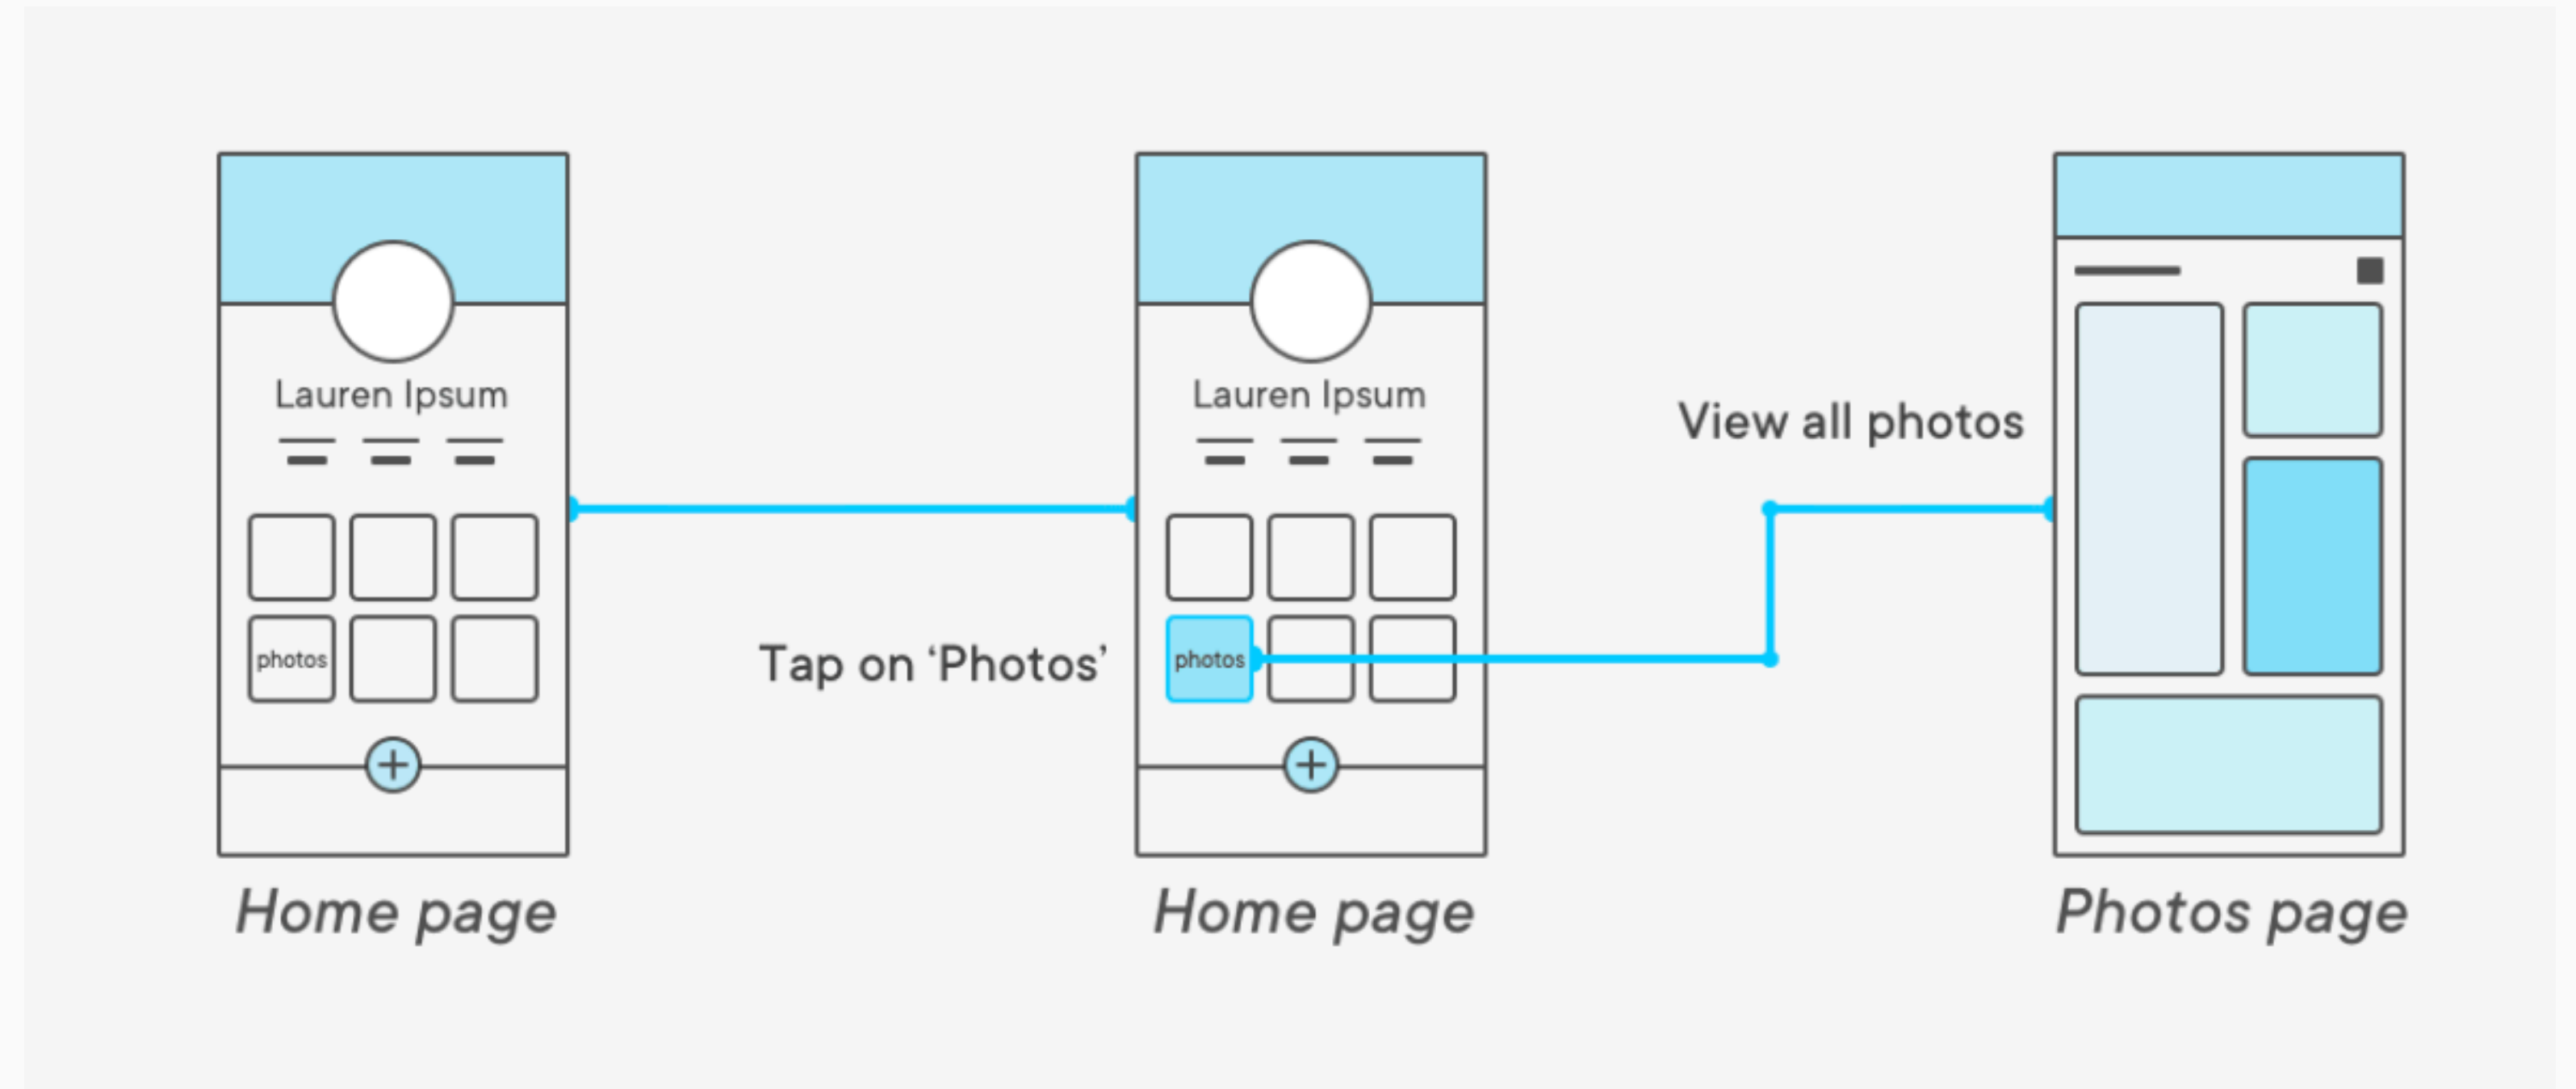 Lauren Ipsum
photos
+
Home page
Tap on ‘Photos’
Lauren Ipsum
photos
+
Home page
View all photos
Photos page